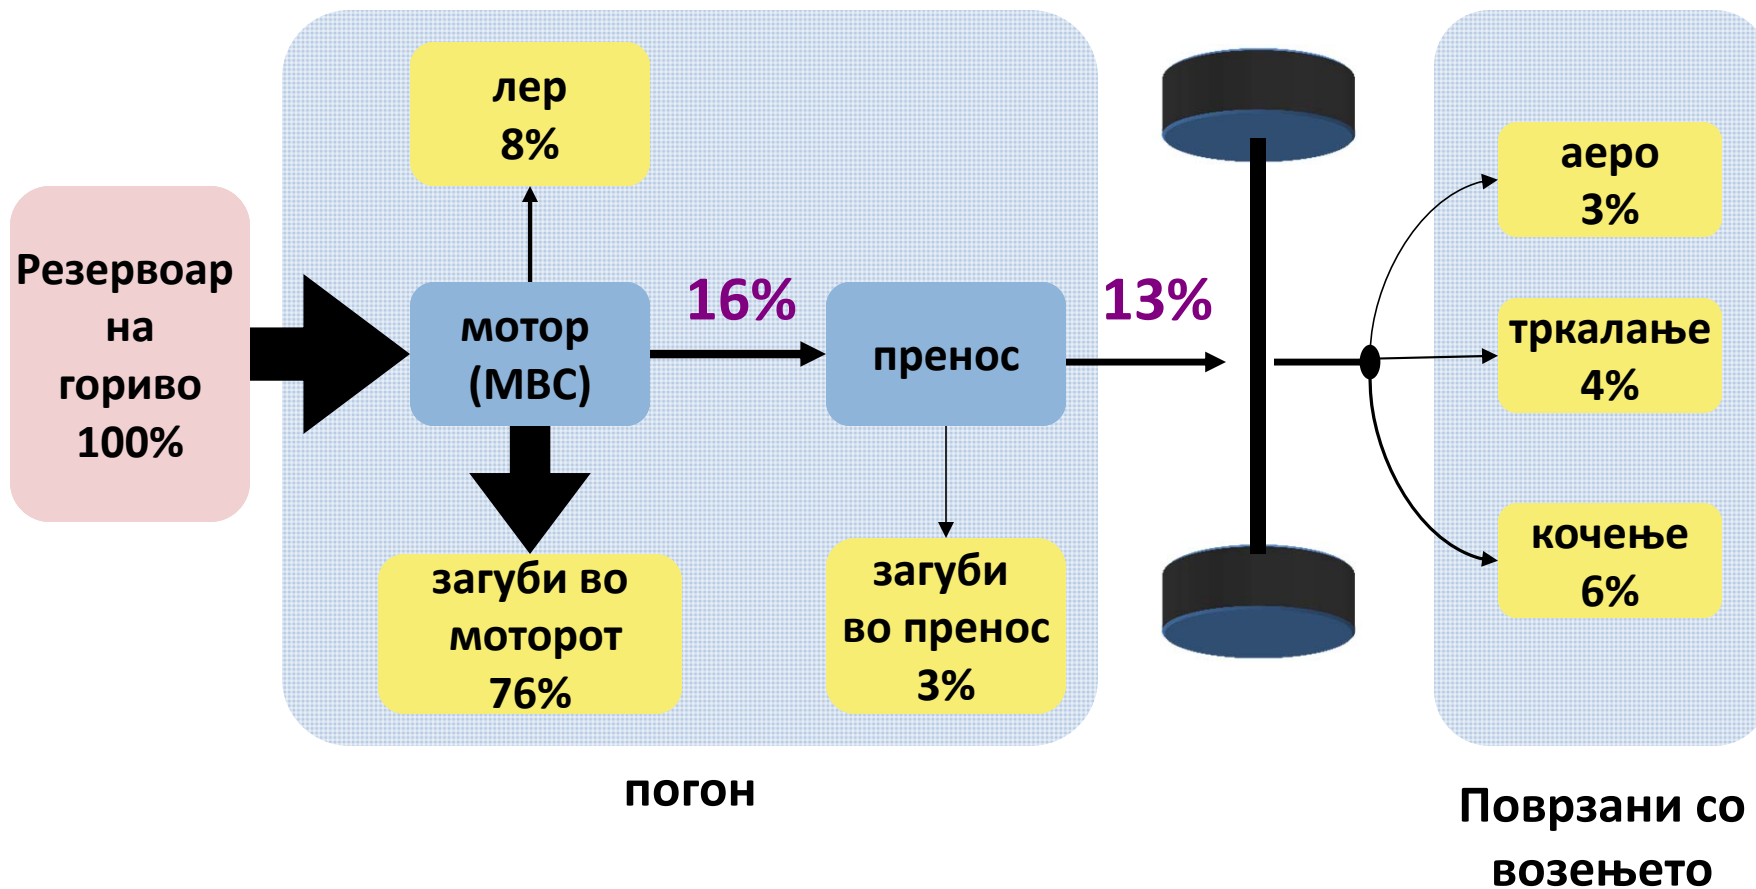 лер
8%
Резервоар
на
гориво
100%
мотор
(МВС)
16%
пренос
13%
загуби во
моторот
76%
загуби
во пренос
3%
погон
аеро
3%
тркалање
4%
кочење
6%
Поврзани со
возењето